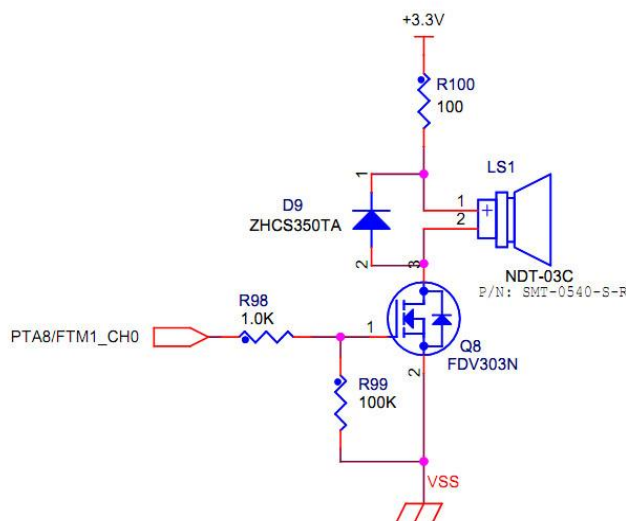 +3.3V
R100
100
LS1
1
1
2
+
D9
ZHCS350TA
2
3
NDT-03C
P/N: SMT-0540-S-R
R98
1.0K
PTA8/FTM1_CH0
1
Q8
FDV303N
2
R99
100K
VSS